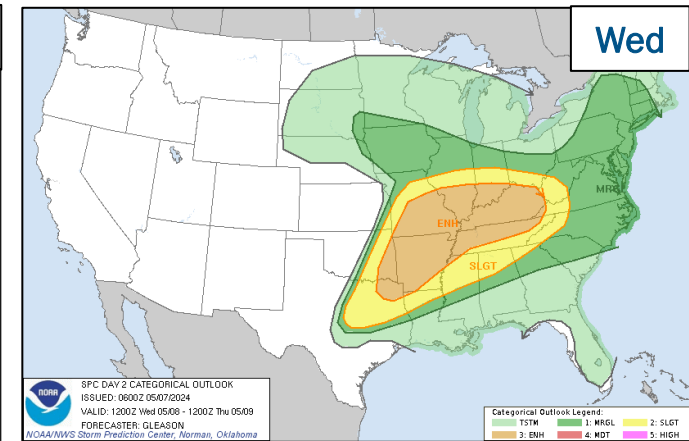 Wed
MRG
ENH
SLGT
NOAA
SPC DAY 2 CATEGORICAL OUTLOOK
ISSUED: 0600Z 05/07/2024
VALID: 1200Z Wed 05/08 - 1200Z Thu 05/09
FORECASTER: GLEASON
NOAA/NWS Storm Prediction Center, Norman, Oklahoma
Categorical Outlook Legend:
TSTM 1: MRGL 2: SLGT
3: ENH 4: MDT 5: HIGH